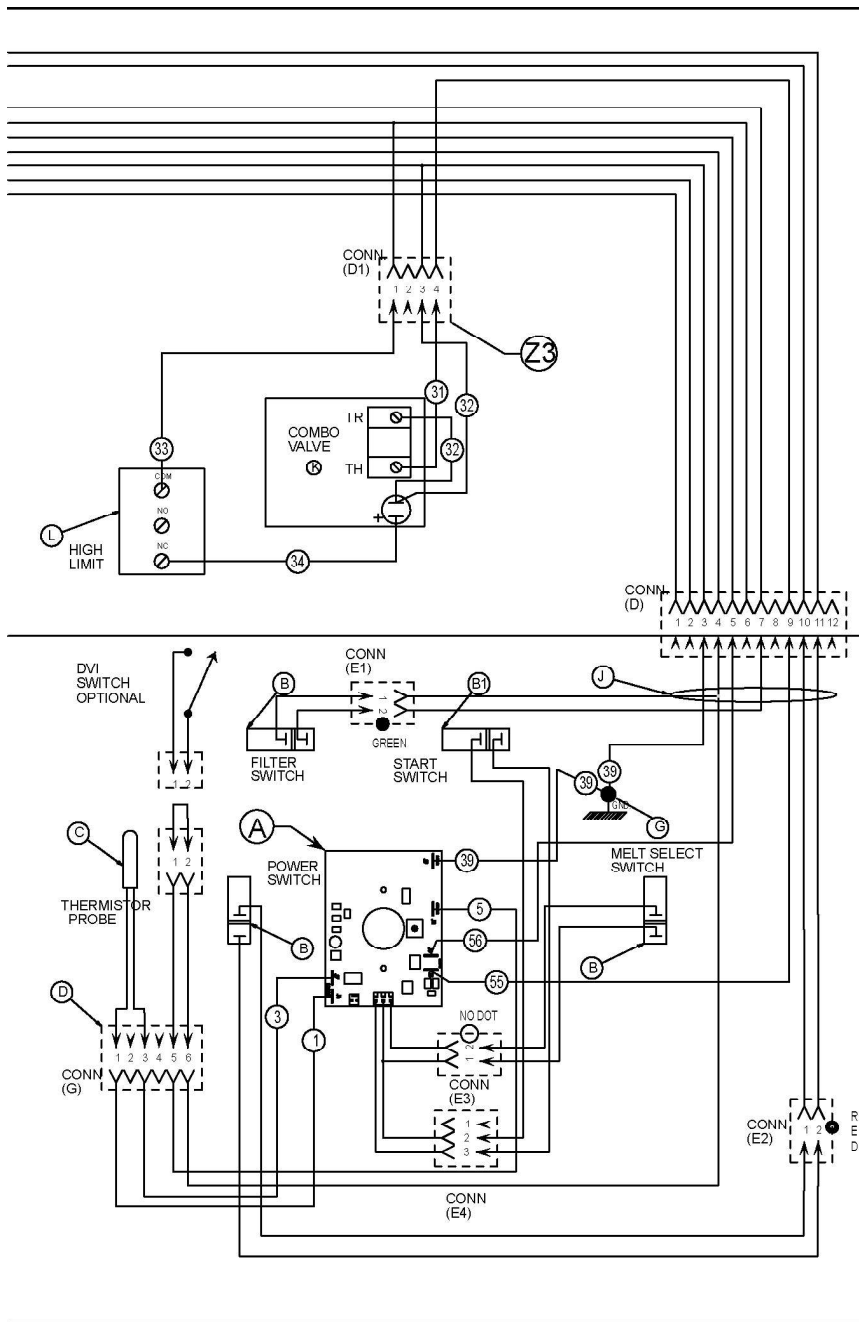 CONN.
(D1)
1 2 3 4
Z3
31
32
TR
COMBO
VALVE
32
K
TH
33
COM
NO
NC
+
L
HIGH
LIMIT
34
CONN.
(D)
1 2 3 4 5 6 7 8 9 10 11 12
DVI
SWITCH
OPTIONAL
1 2
CONN
(E1)
B
1
2
GREEN
FILTER
SWITCH
B1
START
SWITCH
J
39
39
GND
G
C
1 2
A
POWER
SWITCH
39
MELT SELECT
SWITCH
THERMISTOR
PROBE
5
B
56
B
55
D
3
1
NO DOT
2
1
1 2 3 4 5 6
CONN
(G)
CONN
(E3)
1
2
3
CONN
(E4)
CONN
(E2)
1 2
R
E
D